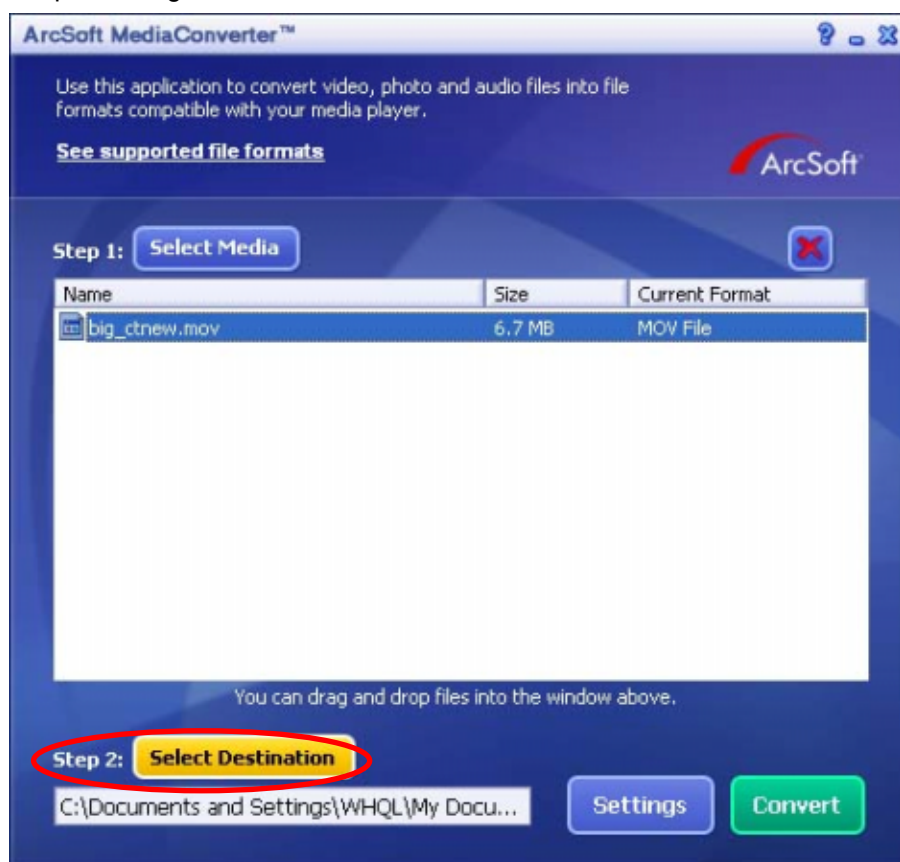 ArcSoft MediaConverter™
Use this application to convert video, photo and audio files into file
formats compatible with your media player.
See supported file formats
ArcSoft
Step 1: Select Media
Name Size Current Format
big_ctnew.mov 6.7 MB MOV File
You can drag and drop files into the window above.
Step 2: Select Destination
C:\Documents and Settings\WHQL\My Docu...
Settings Convert